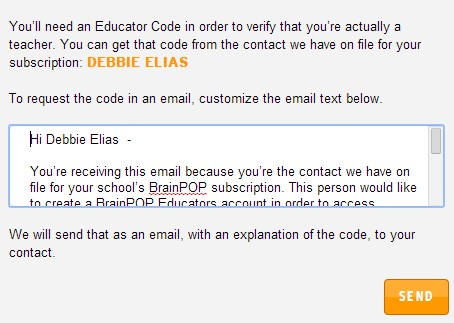 You'll need an Educator Code in order to verify that you're actually a
teacher. You can get that code from the contact we have on file for your
subscription: DEBBIE ELIAS
To request the code in an email, customize the email text below.
Hi Debbie Elias -
You're receiving this email because you're the contact we have on
file for your school's BrainPOP subscription. This person would like
to create a BrainPOP Educators account in order to access
We will send that as an email, with an explanation of the code, to your
contact.
SEND